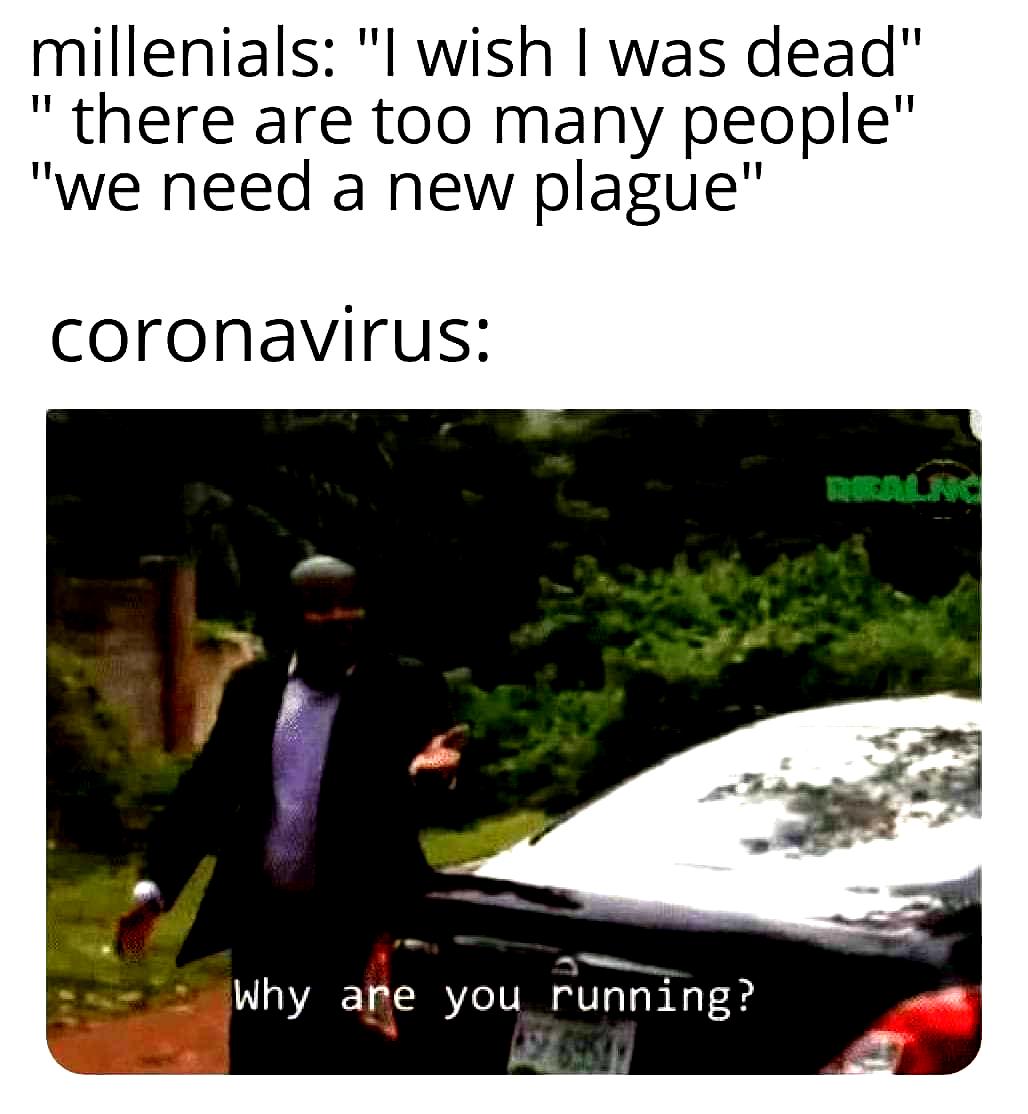 millenials: "I wish I was dead"
" there are too many people"
"we need a new plague"
coronavirus:
Why are you running?